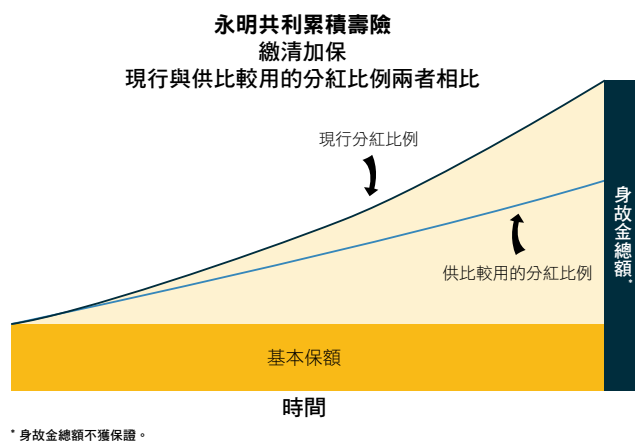 永明共利累積壽險
繳清加保
現行與供比較用的分紅比例兩者相比
現行分紅比例
身故金總額*
供比較用的分紅比例
基本保額
時間
* 身故金總額不獲保證。